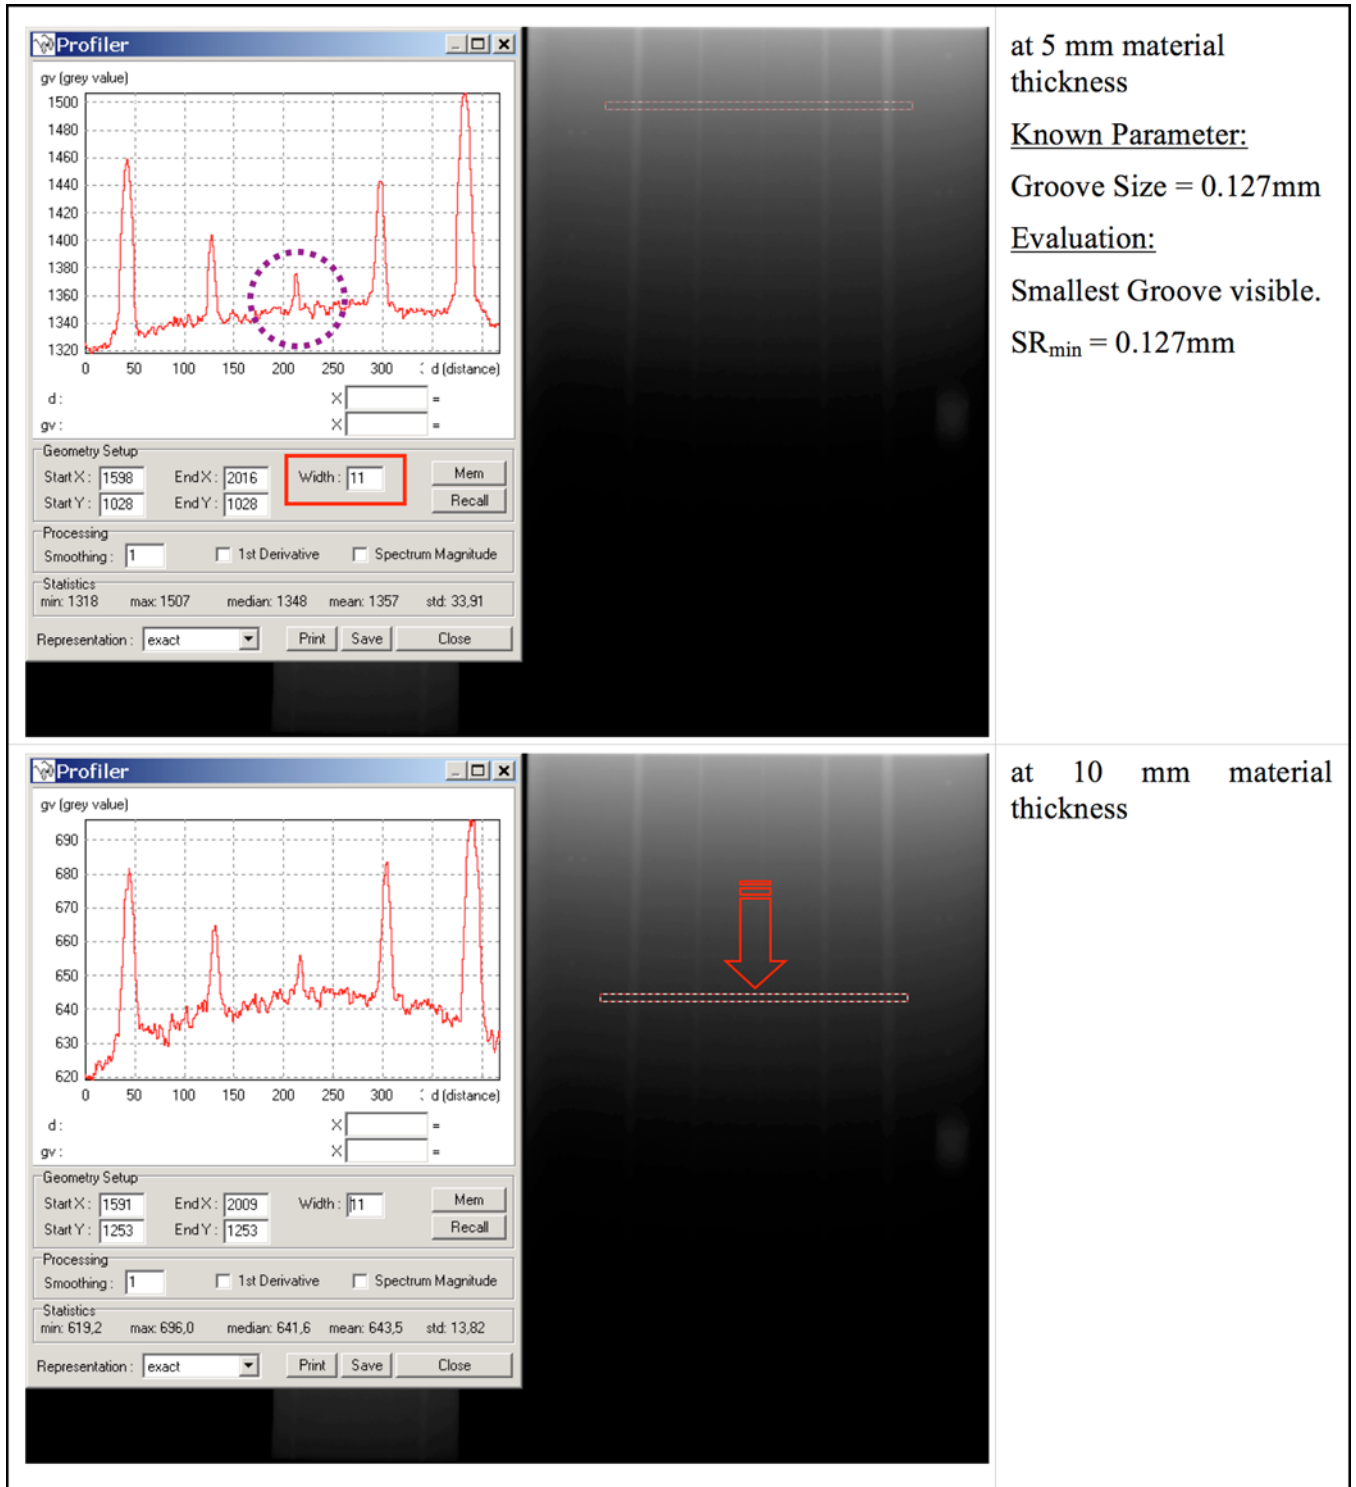 Profiler
gv (grey value)
1500
1480
1460
1440
1420
1400
1380
1360
1340
1320
0 50 100 150 200 250 300 d (distance)
d : X =
gv : X =
Geometry Setup
Start X : 1598 End X : 2016 Width : 11 Mem
Start Y : 1028 End Y : 1028 Recall
Processing
Smoothing : 1 1st Derivative Spectrum Magnitude
Statistics
min: 1318 max: 1507 median: 1348 mean: 1357 std: 33,91
Representation : exact Print Save Close
at 5 mm material
thickness
Known Parameter:
Groove Size = 0.127mm
Evaluation:
Smallest Groove visible.
SRmin = 0.127mm
Profiler
gv (grey value)
690
680
670
660
650
640
630
620
0 50 100 150 200 250 300 d (distance)
d : X =
gv : X =
Geometry Setup
Start X : 1591 End X : 2009 Width : 11 Mem
Start Y : 1253 End Y : 1253 Recall
Processing
Smoothing : 1 1st Derivative Spectrum Magnitude
Statistics
min: 619,2 max: 696,0 median: 641,6 mean: 643,5 std: 13,82
Representation : exact Print Save Close
at 10 mm material
thickness